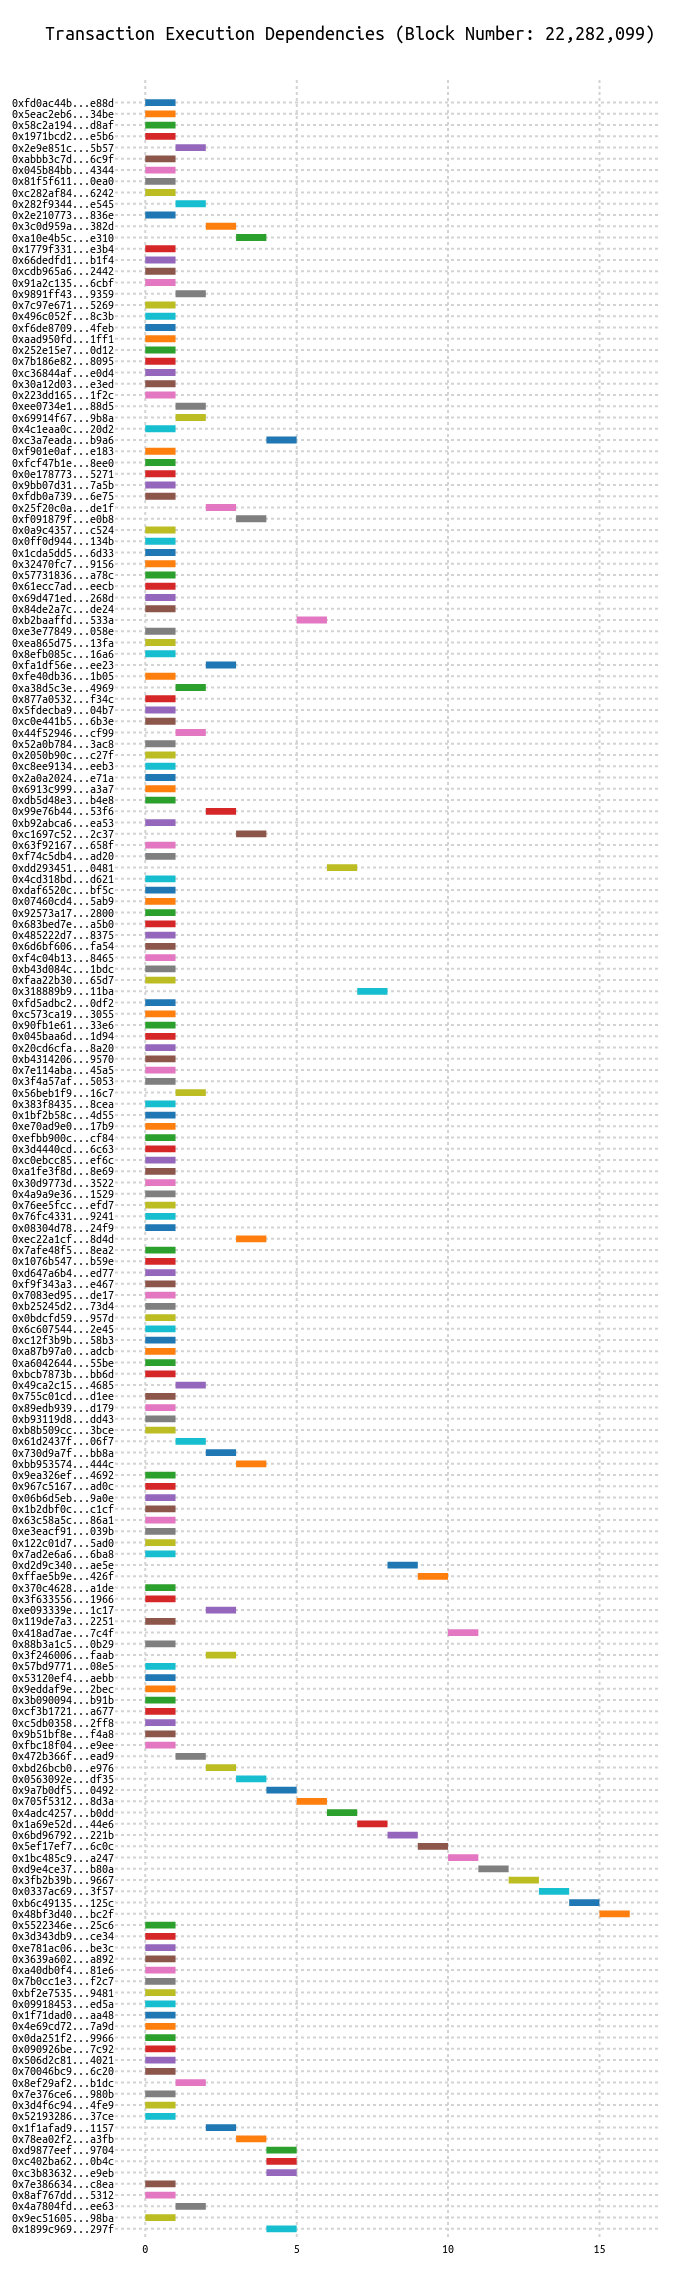 Transaction Execution Dependencies (Block Number: 22,282,099)
0xfd0ac44b...e88d
0x5eac2eb6...34be
0x58c2a194...d8af
0x1971bcd2...e5b6
0x2e9e851c...5b57
0xabbb3c7d...6c9f
0x045b84bb...4344
0x81f5f611...0ea0
0xc282af84...6242
0x282f9344...e545
0x2e210773...836e
0x3c0d959a...382d
0xa10e4b5c...e310
0x1779f331...e3b4
0x66dedfd1...b1f4
0xcdb965a6...2442
0x91a2c135...6cbf
0x9891ff43...9359
0x7c97e671...5269
0x496c052f...8c3b
0xf6de8709...4feb
0xaad950fd...1ff1
0x252e15e7...0d12
0x7b186e82...8095
0xc36844af...e0d4
0x30a12d03...e3ed
0x223dd165...1f2c
0xee0734e1...88d5
0x69914f67...9b8a
0x4c1eaa0c...20d2
0xc3a7eada...b9a6
0xf901e0af...e183
0xfcf47b1e...8ee0
0x0e178773...5271
0x9bb07d31...7a5b
0xfdb0a739...6e75
0x25f20c0a...de1f
0xf091879f...e0b8
0x0a9c4357...c524
0x0ff0d944...134b
0x1cda5dd5...6d33
0x32470fc7...9156
0x57731836...a78c
0x61ecc7ad...eecb
0x69d471ed...268d
0x84de2a7c...de24
0xb2baaffd...533a
0xe3e77849...058e
0xea865d75...13fa
0x8efb085c...16a6
0xfa1df56e...ee23
0xfe40db36...1b05
0xa38d5c3e...4969
0x877a0532...f34c
0x5fdecba9...04b7
0xc0e441b5...6b3e
0x44f52946...cf99
0x52a0b784...3ac8
0x2050b90c...c27f
0xc8ee9134...eeb3
0x2a0a2024...e71a
0x6913c999...a3a7
0xdb5d48e3...b4e8
0x99e76b44...53f6
0xb92abca6...ea53
0xc1697c52...2c37
0x63f92167...658f
0xf74c5db4...ad20
0xdd293451...0481
0x4cd318bd...d621
0xdaf6520c...bf5c
0x07460cd4...5ab9
0x92573a17...2800
0x683bed7e...a5b0
0x485222d7...8375
0x6d6bf606...fa54
0xf4c04b13...8465
0xb43d084c...1bdc
0xfaa22b30...65d7
0x318889b9...11ba
0xfd5adbc2...0df2
0xc573ca19...3055
0x90fb1e61...33e6
0x045baa6d...1d94
0x20cd6cfa...8a20
0xb4314206...9570
0x7e114aba...45a5
0x3f4a57af...5053
0x56beb1f9...16c7
0x383f8435...8cea
0x1bf2b58c...4d55
0xe70ad9e0...17b9
0xefbb900c...cf84
0x3d4440cd...6c63
0xc0ebcc85...ef6c
0xa1fe3f8d...8e69
0x30d9773d...3522
0x4a9a9e36...1529
0x76ee5fcc...efd7
0x76fc4331...9241
0x08304d78...24f9
0xec22a1cf...8d4d
0x7afe48f5...8ea2
0x1076b547...b59e
0xd647a6b4...ed77
0xf9f343a3...e467
0x7083ed95...de17
0xb25245d2...73d4
0x0bdcfd59...957d
0x6c607544...2e45
0xc12f3b9b...58b3
0xa87b97a0...adcb
0xa6042644...55be
0xbcb7873b...bb6d
0x49ca2c15...4685
0x755c01cd...d1ee
0x89edb939...d179
0xb93119d8...dd43
0xb8b509cc...3bce
0x61d2437f...06f7
0x730d9a7f...bb8a
0xbb953574...444c
0x9ea326ef...4692
0x967c5167...ad0c
0x06b6d5eb...9a0e
0x1b2dbf0c...c1cf
0x63c58a5c...86a1
0xe3eacf91...039b
0x122c01d7...5ad0
0x7ad2e6a6...6ba8
0xd2d9c340...ae5e
0xffae5b9e...426f
0x370c4628...a1de
0x3f633556...1966
0xe093339e...1c17
0x119de7a3...2251
0x418ad7ae...7c4f
0x88b3a1c5...0b29
0x3f246006...faab
0x57bd9771...08e5
0x53120ef4...aebb
0x9eddaf9e...2bec
0x3b090094...b91b
0xcf3b1721...a677
0xc5db0358...2ff8
0x9b51bf8e...f4a8
0xfbc18f04...e9ee
0x472b366f...ead9
0xbd26bcb0...e976
0x0563092e...df35
0x9a7b0df5...0492
0x705f5312...8d3a
0x4adc4257...b0dd
0x1a69e52d...44e6
0x6bd96792...221b
0x5ef17ef7...6c0c
0x1bc485c9...a247
0xd9e4ce37...b80a
0x3fb2b39b...9667
0x0337ac69...3f57
0xb6c49135...125c
0x48bf3d40...bc2f
0x5522346e...25c6
0x3d343db9...ce34
0xe781ac06...be3c
0x3639a602...a892
0xa40db0f4...81e6
0x7b0cc1e3...f2c7
0xbf2e7535...9481
0x09918453...ed5a
0x1f71dad0...aa48
0x4e69cd72...7a9d
0x0da251f2...9966
0x090926be...7c92
0x506d2c81...4021
0x70046bc9...6c20
0x8ef29af2...b1dc
0x7e376ce6...980b
0x3d4f6c94...4fe9
0x52193286...37ce
0x1f1afad9...1157
0x78ea02f2...a3fb
0xd9877eef...9704
0xc402ba62...0b4c
0xc3b83632...e9eb
0x7e386634...c8ea
0x8af767dd...5312
0x4a7804fd...ee63
0x9ec51605...98ba
0x1899c969...297f
0 5 10 15